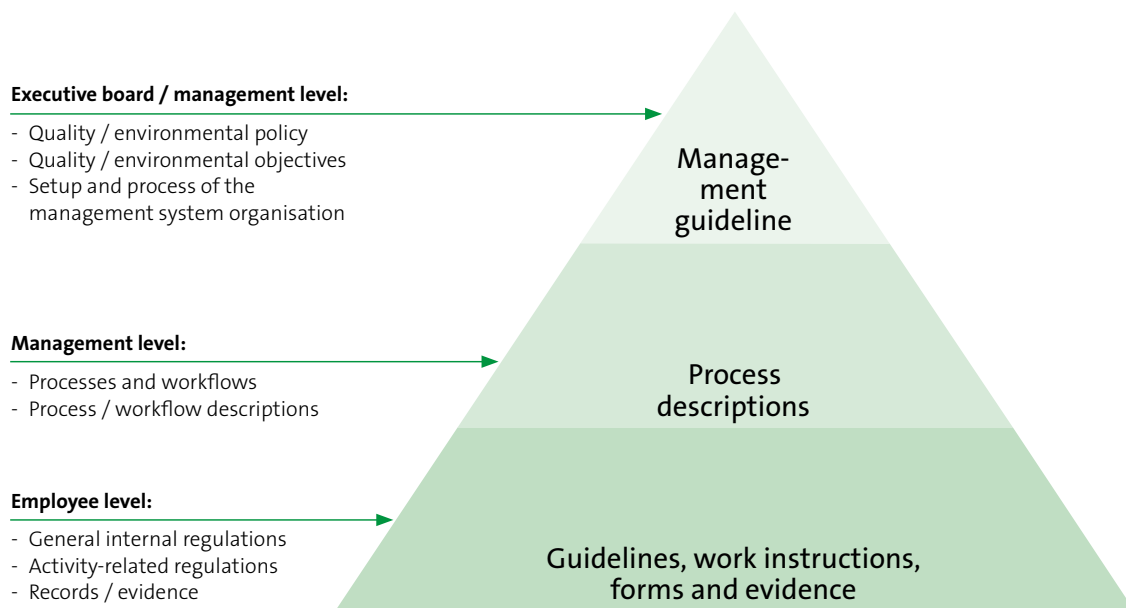 Executive board / management level:
- Quality / environmental policy
- Quality / environmental objectives
- Setup and process of the
management system organisation
Manage-
ment
guideline
Management level:
- Processes and workflows
- Process / workflow descriptions
Process
descriptions
Employee level:
- General internal regulations
- Activity-related regulations
- Records / evidence
Guidelines, work instructions,
forms and evidence